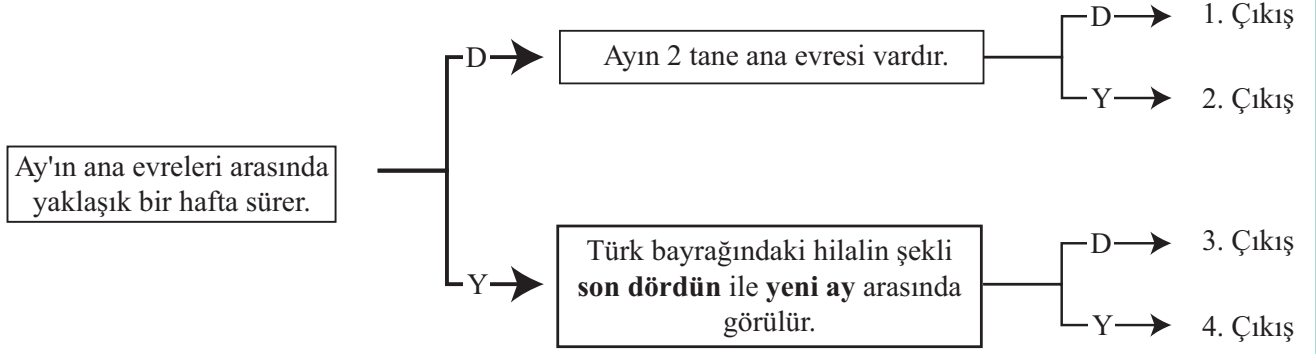 Ay'ın ana evreleri arasında
yaklaşık bir hafta sürer.
D
Ayın 2 tane ana evresi vardır.
D
1. Çıkış
Y
2. Çıkış
Y
Türk bayrağındaki hilalin şekli
son dördün ile yeni ay arasında
görülür.
D
3. Çıkış
Y
4. Çıkış